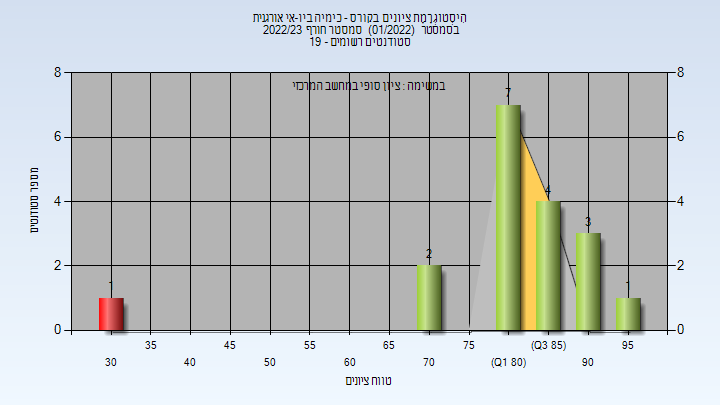 היסטוגרמת ציונים בקורס - כימיה ביו-אי אורגנית
בסמסטר (01/2022) סמסטר חורף 2022/23
סטודנטים רשומים - 19
במשימה : ציון סופי במחשב המרכזי
8 8
6 6
4 4
2 2
0 0
מספר סטודנטים
1 2 7 4 3 1
35 45 55 65 75 (Q3 85) 95
30 40 50 60 70 (Q1 80) 90
טווח ציונים